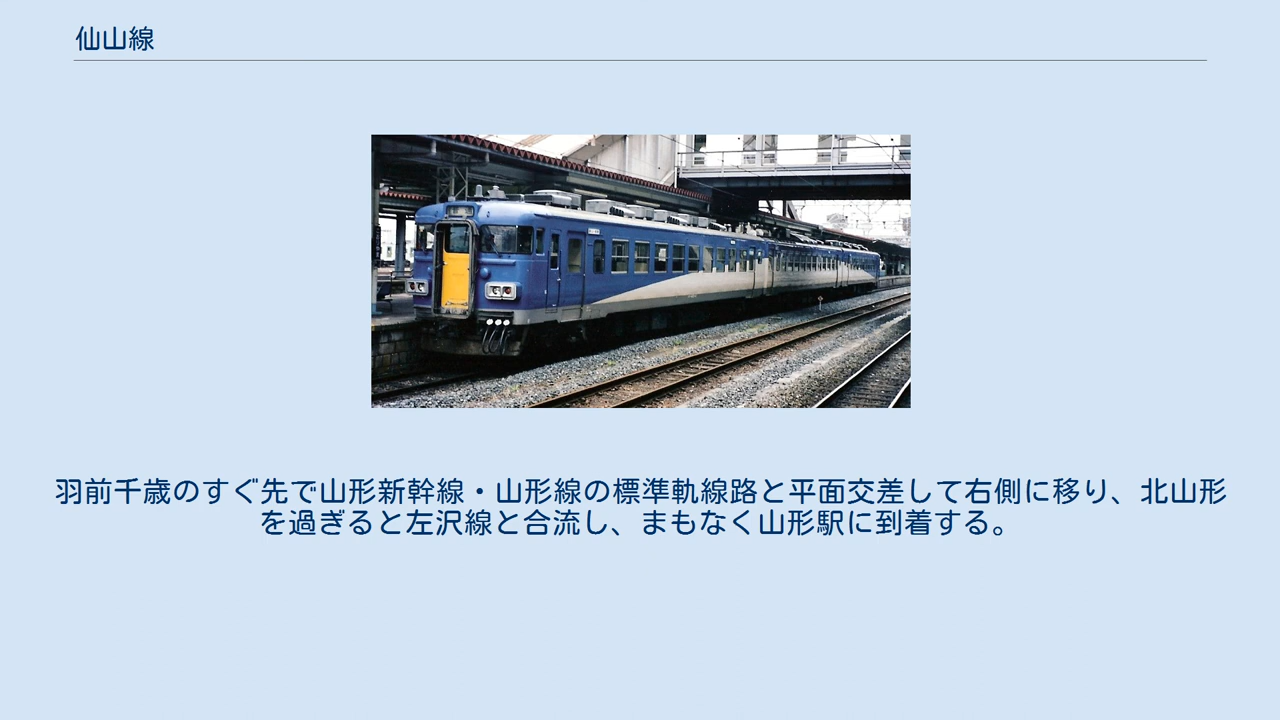 仙山線
羽前千歳のすぐ先で山形新幹線・山形線の標準軌線路と平面交差して右側に移り、北山形
を過ぎると左沢線と合流し、まもなく山形駅に到着する。